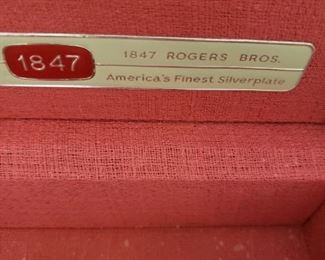 1847
1847 ROGERS BROS.
America's Finest Silverplate